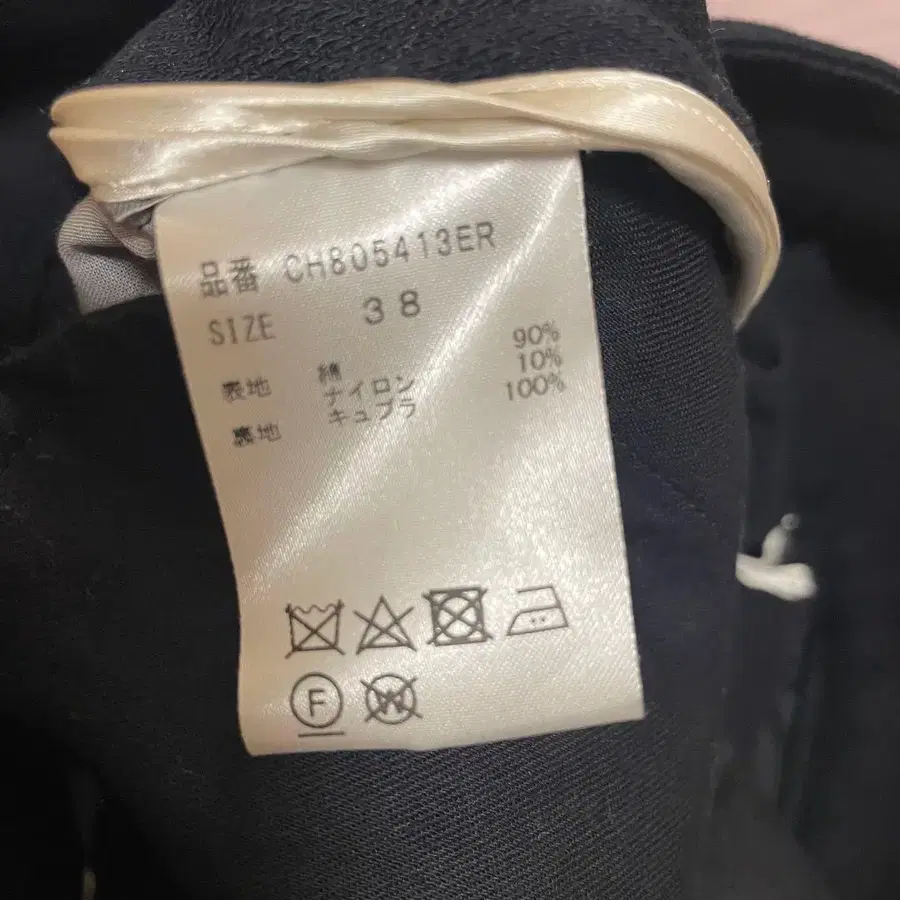 品番 CH805413ER
SIZE 38
表地 綿 90%
ナイロン 10%
裏地 キュプラ 100%
F W